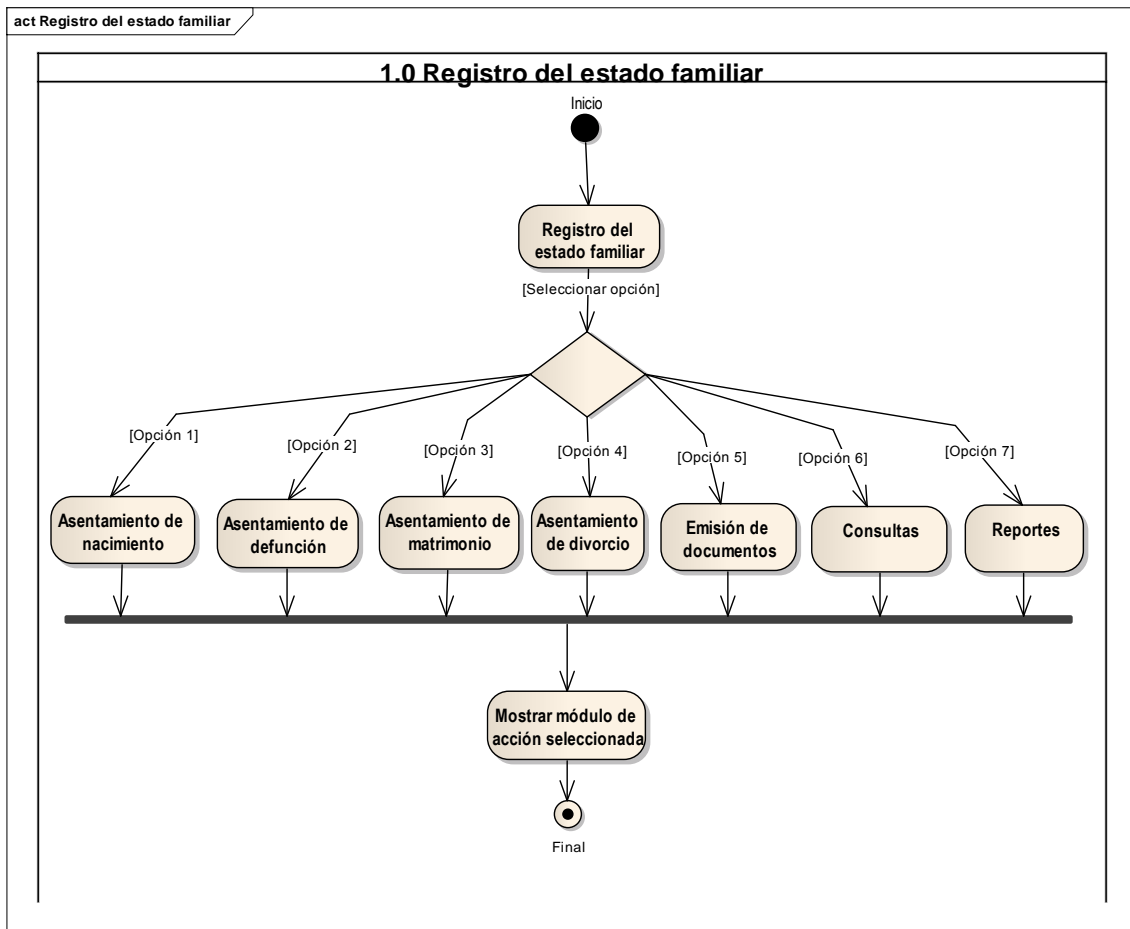 act Registro del estado familiar
1.0 Registro del estado familiar
Inicio
Registro del
estado familiar
[Seleccionar opción]
[Opción 1]
[Opción 2]
[Opción 3]
[Opción 4]
[Opción 5]
[Opción 6]
[Opción 7]
Asentamiento de
nacimiento
Asentamiento de
defunción
Asentamiento de
matrimonio
Asentamiento
de divorcio
Emisión de
documentos
Consultas
Reportes
Mostrar módulo de
acción seleccionada
Final